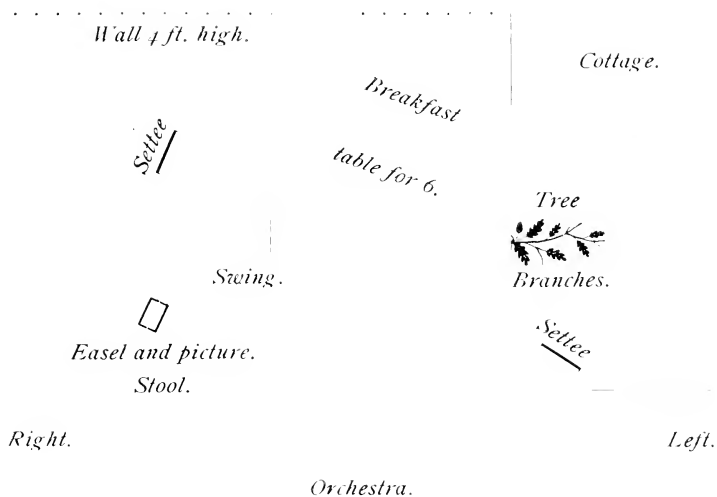 Wall 4 ft. high.
Cottage.
Breakfast
table for 6.
Settee
Tree
Branches.
Swing.
Settee
Easel and picture.
Stool.
Right.
Left.
Orchestra.